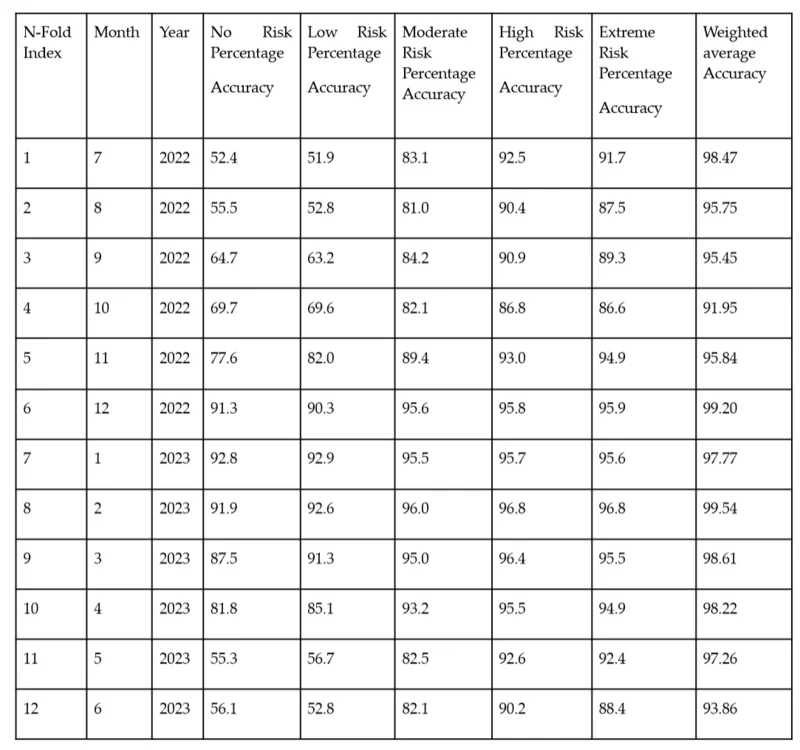 N-Fold Index | Month | Year | No Risk Percentage Accuracy | Low Risk Percentage Accuracy | Moderate Risk Percentage Accuracy | High Risk Percentage Accuracy | Extreme Risk Percentage Accuracy | Weighted average Accuracy
1 | 7 | 2022 | 52.4 | 51.9 | 83.1 | 92.5 | 91.7 | 98.47
2 | 8 | 2022 | 55.5 | 52.8 | 81.0 | 90.4 | 87.5 | 95.75
3 | 9 | 2022 | 64.7 | 63.2 | 84.2 | 90.9 | 89.3 | 95.45
4 | 10 | 2022 | 69.7 | 69.6 | 82.1 | 86.8 | 86.6 | 91.95
5 | 11 | 2022 | 77.6 | 82.0 | 89.4 | 93.0 | 94.9 | 95.84
6 | 12 | 2022 | 91.3 | 90.3 | 95.6 | 95.8 | 95.9 | 99.20
7 | 1 | 2023 | 92.8 | 92.9 | 95.5 | 95.7 | 95.6 | 97.77
8 | 2 | 2023 | 91.9 | 92.6 | 96.0 | 96.8 | 96.8 | 99.54
9 | 3 | 2023 | 87.5 | 91.3 | 95.0 | 96.4 | 95.5 | 98.61
10 | 4 | 2023 | 81.8 | 85.1 | 93.2 | 95.5 | 94.9 | 98.22
11 | 5 | 2023 | 55.3 | 56.7 | 82.5 | 92.6 | 92.4 | 97.26
12 | 6 | 2023 | 56.1 | 52.8 | 82.1 | 90.2 | 88.4 | 93.86